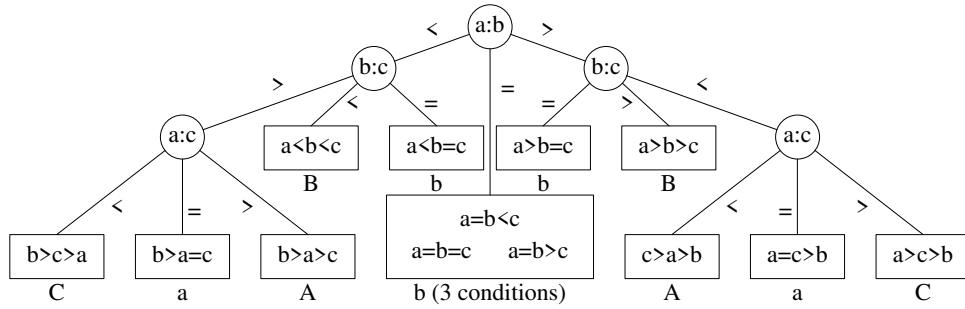 a:b
< >
b:c b:c
> < = = = > <
a:c a<b<c a<b=c a>b=c a>b>c a:c
B b b B
< = > a=b<c < = >
b>c>a b>a=c b>a>c a=b=c a=b>c c>a>b a=c>b a>c>b
C a A b (3 conditions) A a C